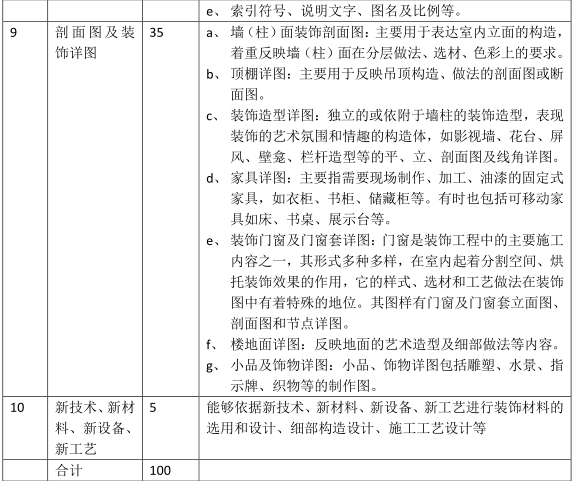 e、索引符号、说明文字、图名及比例等。
9 剖面图及装饰详图 35 a、墙（柱）面装饰剖面图：主要用于表达室内立面的构造，
着重反映墙（柱）面在分层做法、选材、色彩上的要求。
b、顶棚详图：主要用于反映吊顶构造、做法的剖面图或断
面图。
c、装饰造型详图：独立的或依附于墙柱的装饰造型，表现
装饰的艺术氛围和情趣的构造体，如影视墙、花台、屏
风、壁龛、栏杆造型等的平、立、剖面图及线角详图。
d、家具详图：主要指需要现场制作、加工、油漆的固定式
家具，如衣柜、书柜、储藏柜等。有时也包括可移动家
具如床、书桌、展示台等。
e、装饰门窗及门窗套详图：门窗是装饰工程中的主要施工
内容之一，其形式多种多样，在室内起着分割空间、烘
托装饰效果的作用，它的样式、选材和工艺做法在装饰
图中有着特殊的地位。其图样有门窗及门窗套立面图、
剖面图和节点详图。
f、楼地面详图：反映地面的艺术造型及细部做法等内容。
g、小品及饰物详图：小品、饰物详图包括雕塑、水景、指
示牌、织物等的制作图。
10 新技术、新材料、新设备、新工艺 5 能够依据新技术、新材料、新设备、新工艺进行装饰材料的
选用和设计、细部构造设计、施工工艺设计等
合计 100